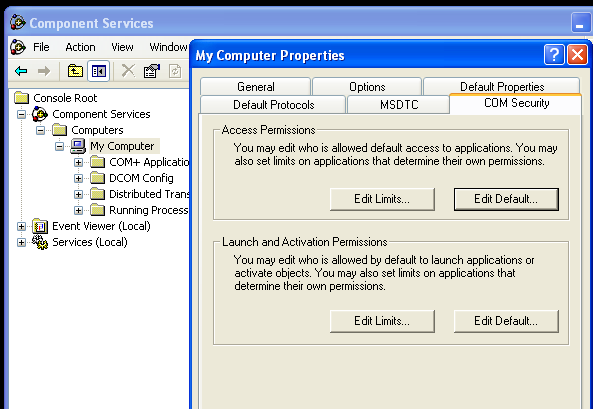 Component Services
File Action View Window
My Computer Properties
General Options Default Properties
Default Protocols MSDTC COM Security
Console Root
Component Services
Computers
My Computer
COM+ Applicatio
DCOM Config
Distributed Trans
Running Process
Event Viewer (Local)
Services (Local)
Access Permissions
You may edit who is allowed default access to applications. You may
also set limits on applications that determine their own permissions.
Edit Limits... Edit Default...
Launch and Activation Permissions
You may edit who is allowed by default to launch applications or
activate objects. You may also set limits on applications that
determine their own permissions.
Edit Limits... Edit Default...